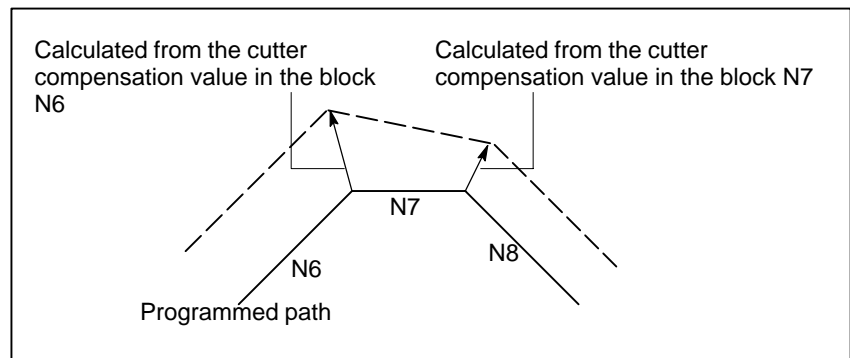 Calculated from the cutter
compensation value in the block
N6
Calculated from the cutter
compensation value in the block N7
N7
N6
N8
Programmed path